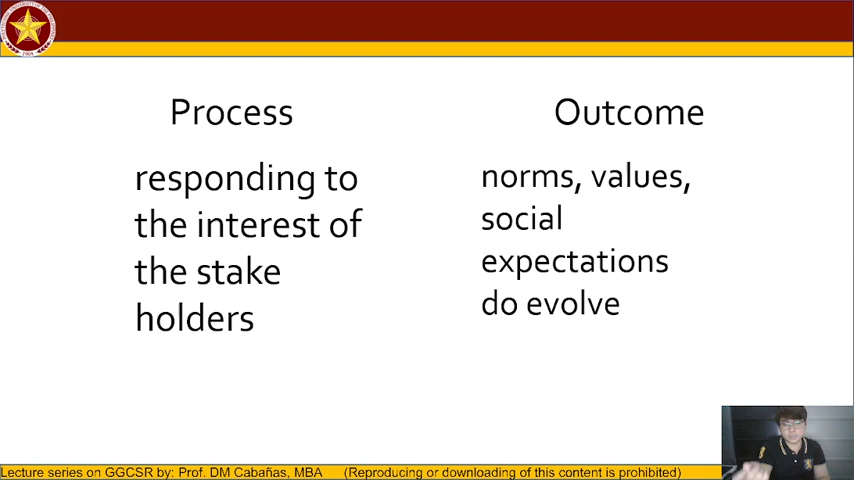 Process
responding to
the interest of
the stake
holders
Outcome
norms, values,
social
expectations
do evolve
Lecture series on GGCSR by: Prof. DM Cabañas, MBA (Reproducing or downloading of this content is prohibited)